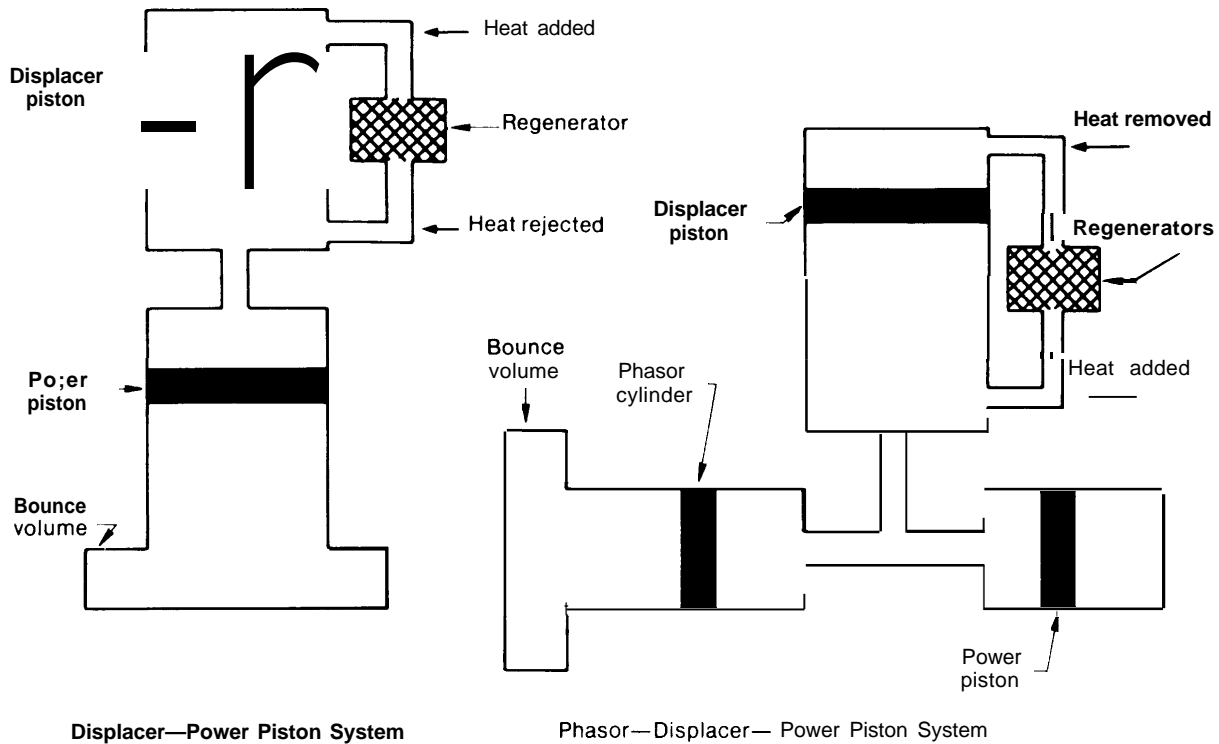 Heat added
Displacer
piston
Regenerator
Heat rejected
Po;er
piston
Bounce
volume
Displacer—Power Piston System
Heat removed
Displacer
piston
Regenerators
Heat added
Bounce
volume
Phasor
cylinder
Power
piston
Phasor—Displacer— Power Piston System